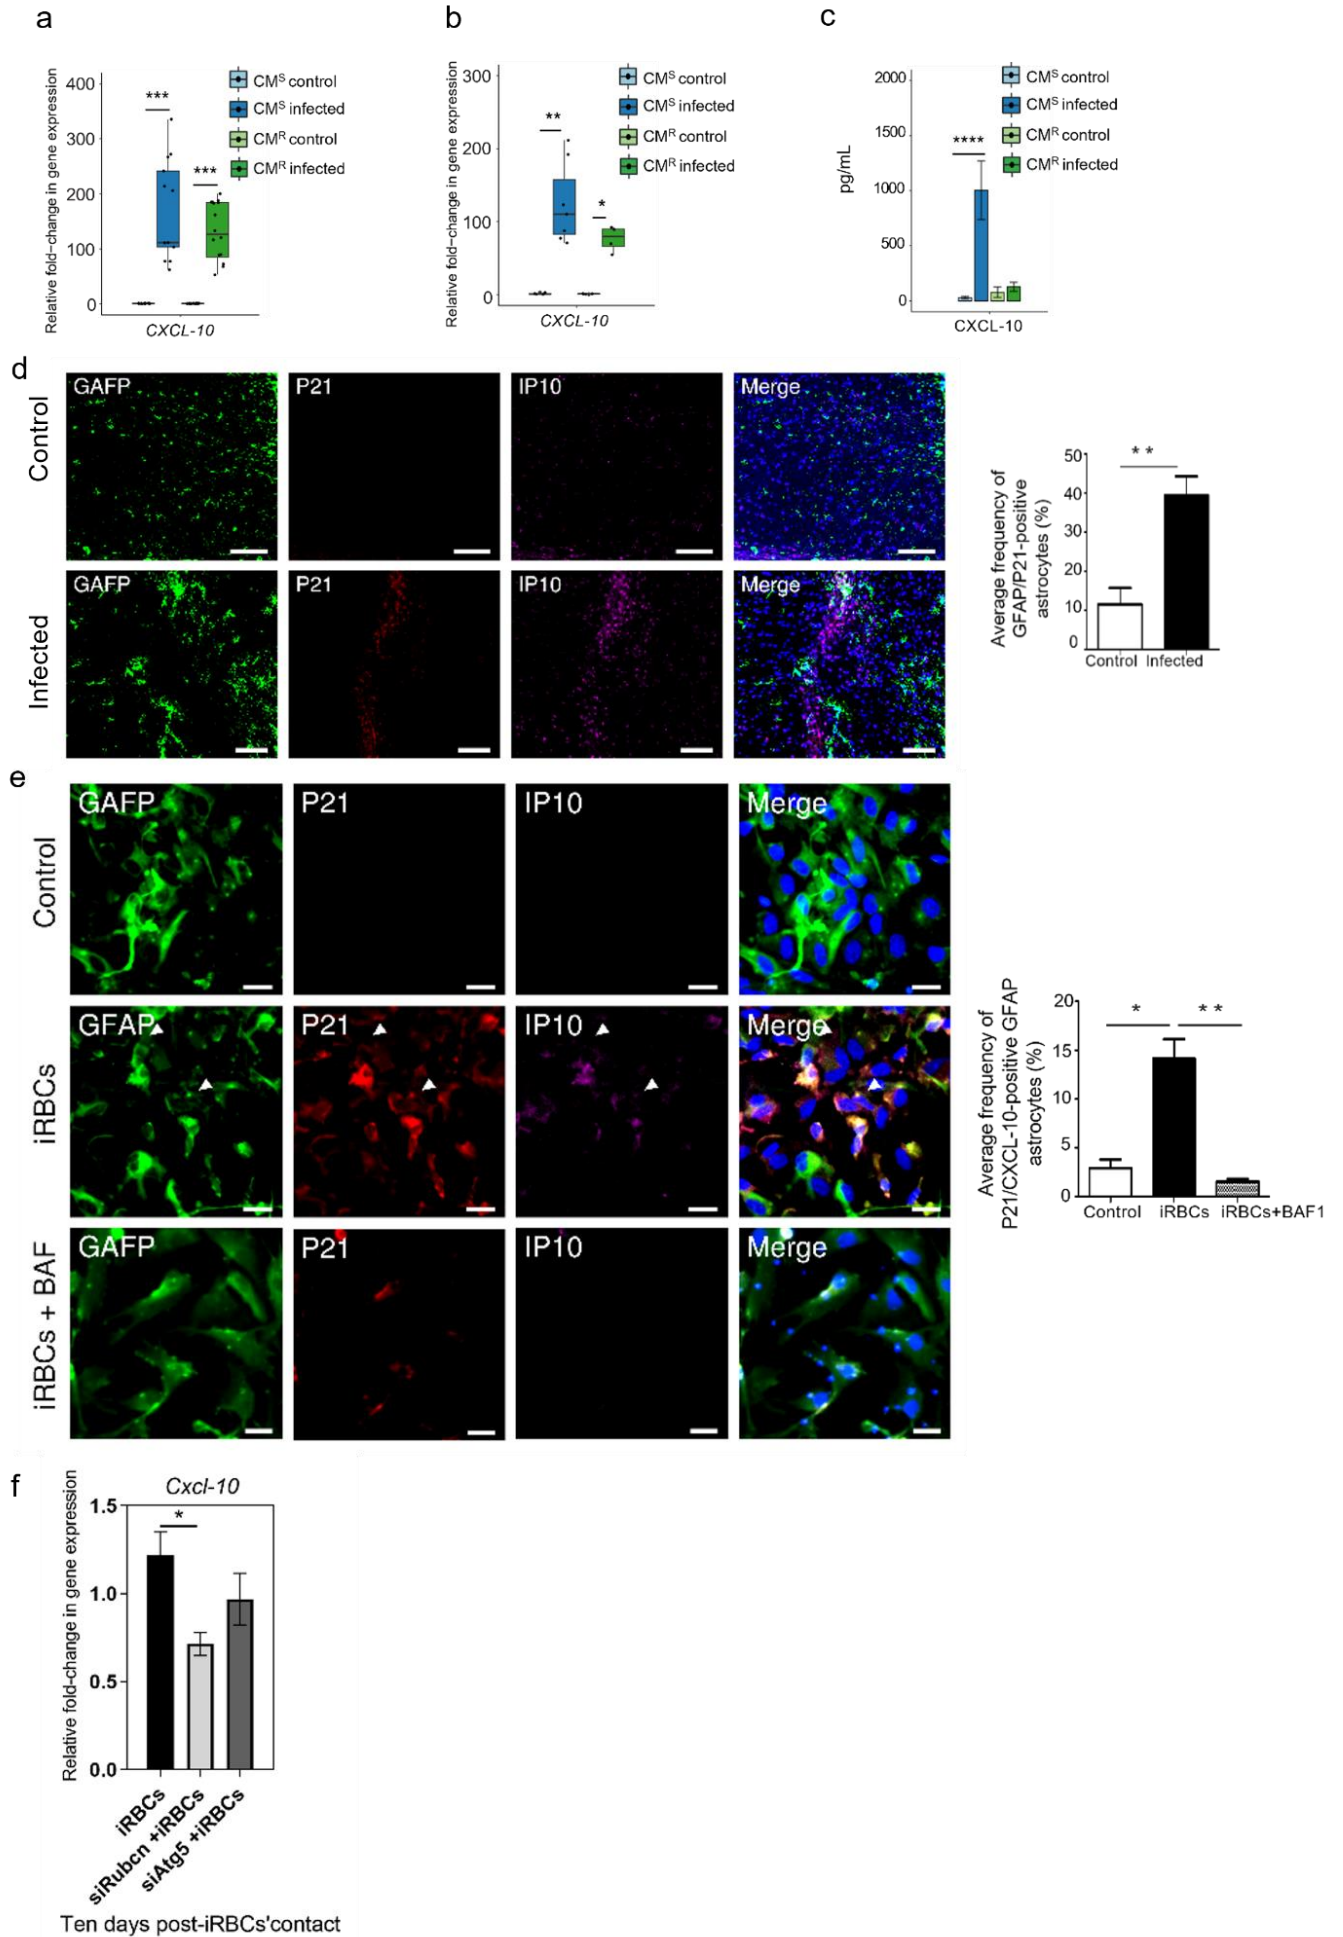 a
Relative fold−change in gene expression
400
300
200
100
0
***
***
CXCL-10
CMS control
CMS infected
CMR control
CMR infected
b
Relative fold−change in gene expression
300
200
100
0
**
*
CXCL-10
CMS control
CMS infected
CMR control
CMR infected
c
pg/mL
2000
1500
1000
500
0
****
CXCL-10
CMS control
CMS infected
CMR control
CMR infected
d
Control
GAFP
P21
IP10
Merge
Infected
GAFP
P21
IP10
Merge
Average frequency of
GFAP/P21-positive
astrocytes (%)
50
40
30
20
10
0
* *
Control Infected
e
Control
GAFP
P21
IP10
Merge
iRBCs
GFAP
P21
IP10
Merge
iRBCs + BAF
GAFP
P21
IP10
Merge
Average frequency of
P21/CXCL-10-positive GFAP
astrocytes (%)
20
15
10
5
0
*
* *
Control iRBCs iRBCs+BAF1
f
Cxcl-10
Relative fold-change in gene expression
1.5
1.0
0.5
0.0
*
iRBCs
siRubcn +iRBCs
siAtg5 +iRBCs
Ten days post-iRBCs'contact